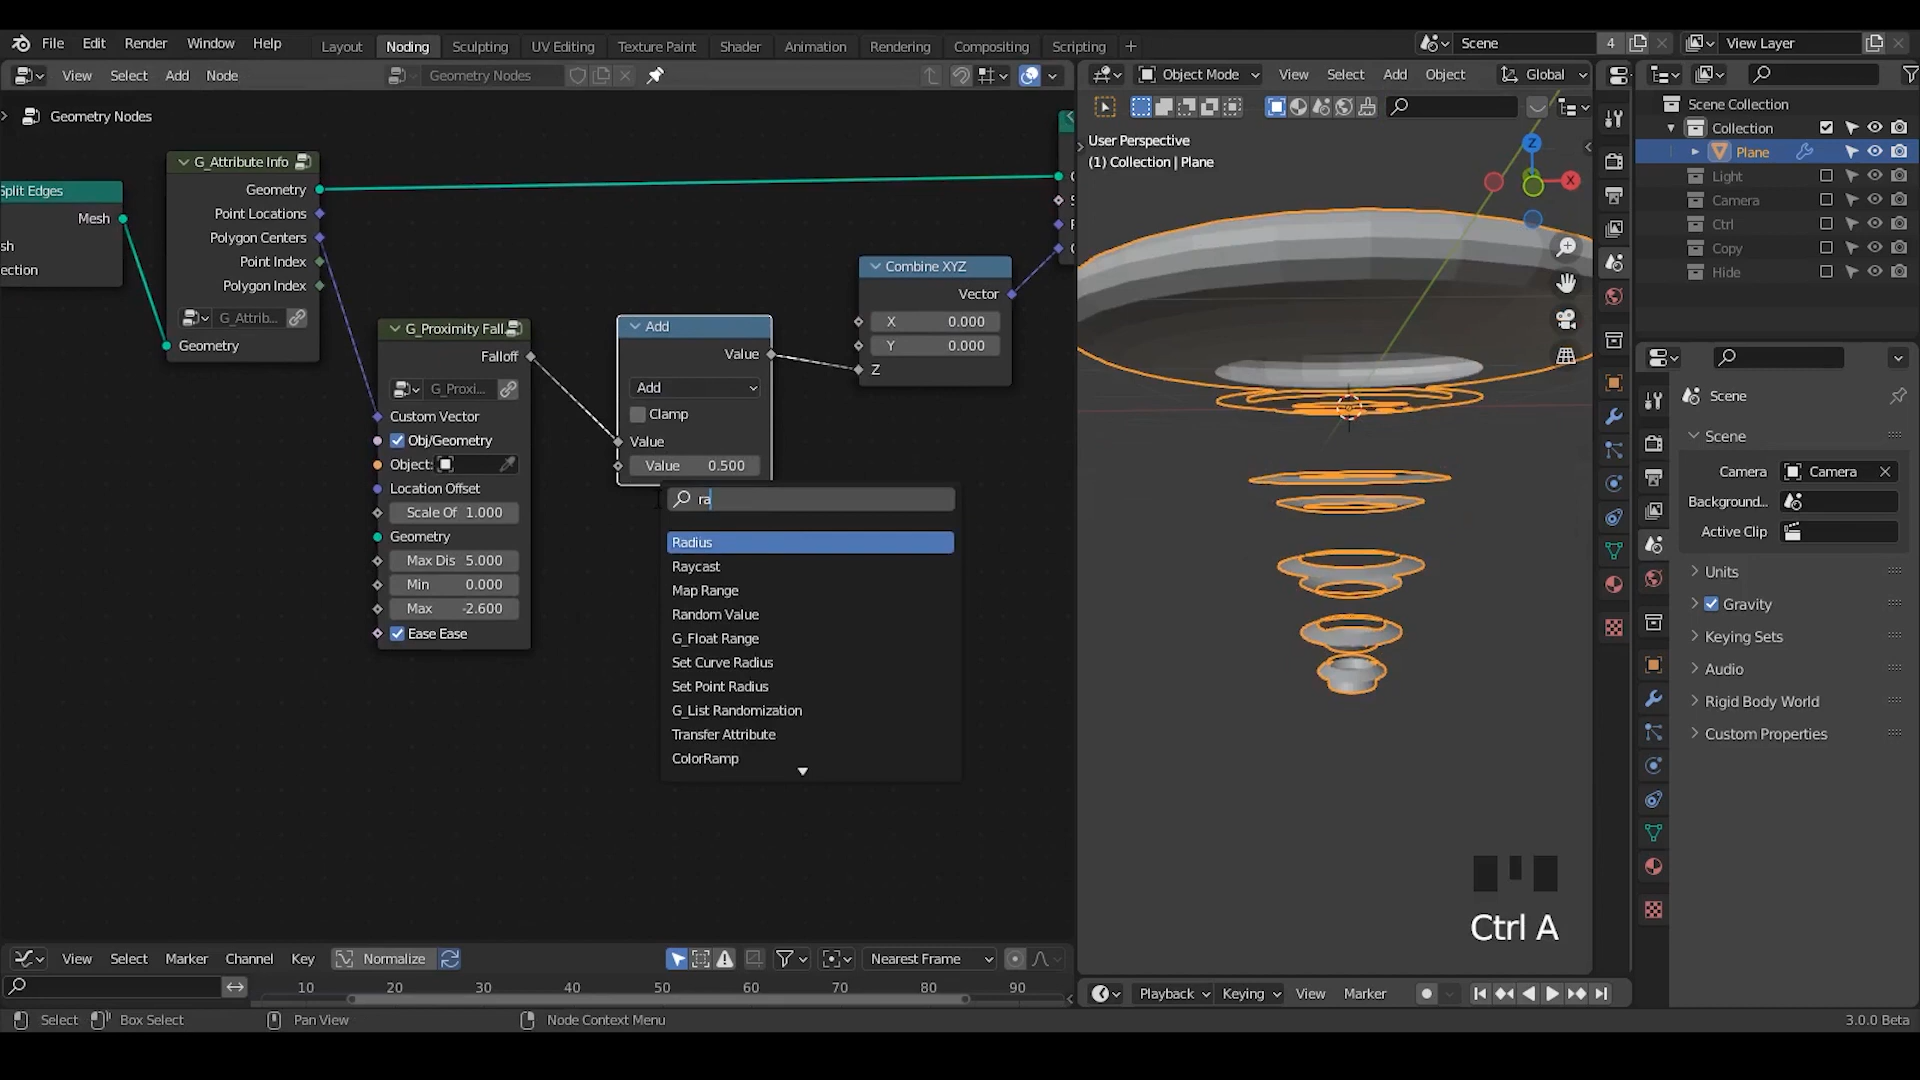 File Edit Render Window Help
Layout Noding Sculpting UV Editing Texture Paint Shader Animation Rendering Compositing Scripting +
Scene 4 View Layer
View Select Add Node Geometry Nodes
Object Mode View Select Add Object Global
Geometry Nodes
Split Edges
Mesh
G_Attribute Info
Geometry
Point Locations
Polygon Centers
Point Index
Polygon Index
G_Attrib...
Geometry
G_Proximity Fall
Falloff
G_Proxi...
Custom Vector
Obj/Geometry
Object:
Location Offset
Scale Of 1.000
Geometry
Max Dis 5.000
Min 0.000
Max -2.600
Ease Ease
Add
Value
Add
Clamp
Value
Value 0.500
Combine XYZ
Vector
X 0.000
Y 0.000
Z
ra
Radius
Raycast
Map Range
Random Value
G_Float Range
Set Curve Radius
Set Point Radius
G_List Randomization
Transfer Attribute
ColorRamp
User Perspective
(1) Collection | Plane
Z
X
Ctrl A
Scene Collection
Collection
Plane
Light
Camera
Ctrl
Copy
Hide
Scene
Scene
Camera Camera
Background...
Active Clip
Units
Gravity
Keying Sets
Audio
Rigid Body World
Custom Properties
View Select Marker Channel Key Normalize Nearest Frame
10 20 30 40 50 60 70 80 90
Playback Keying View Marker
Select Box Select Pan View Node Context Menu 3.0.0 Beta